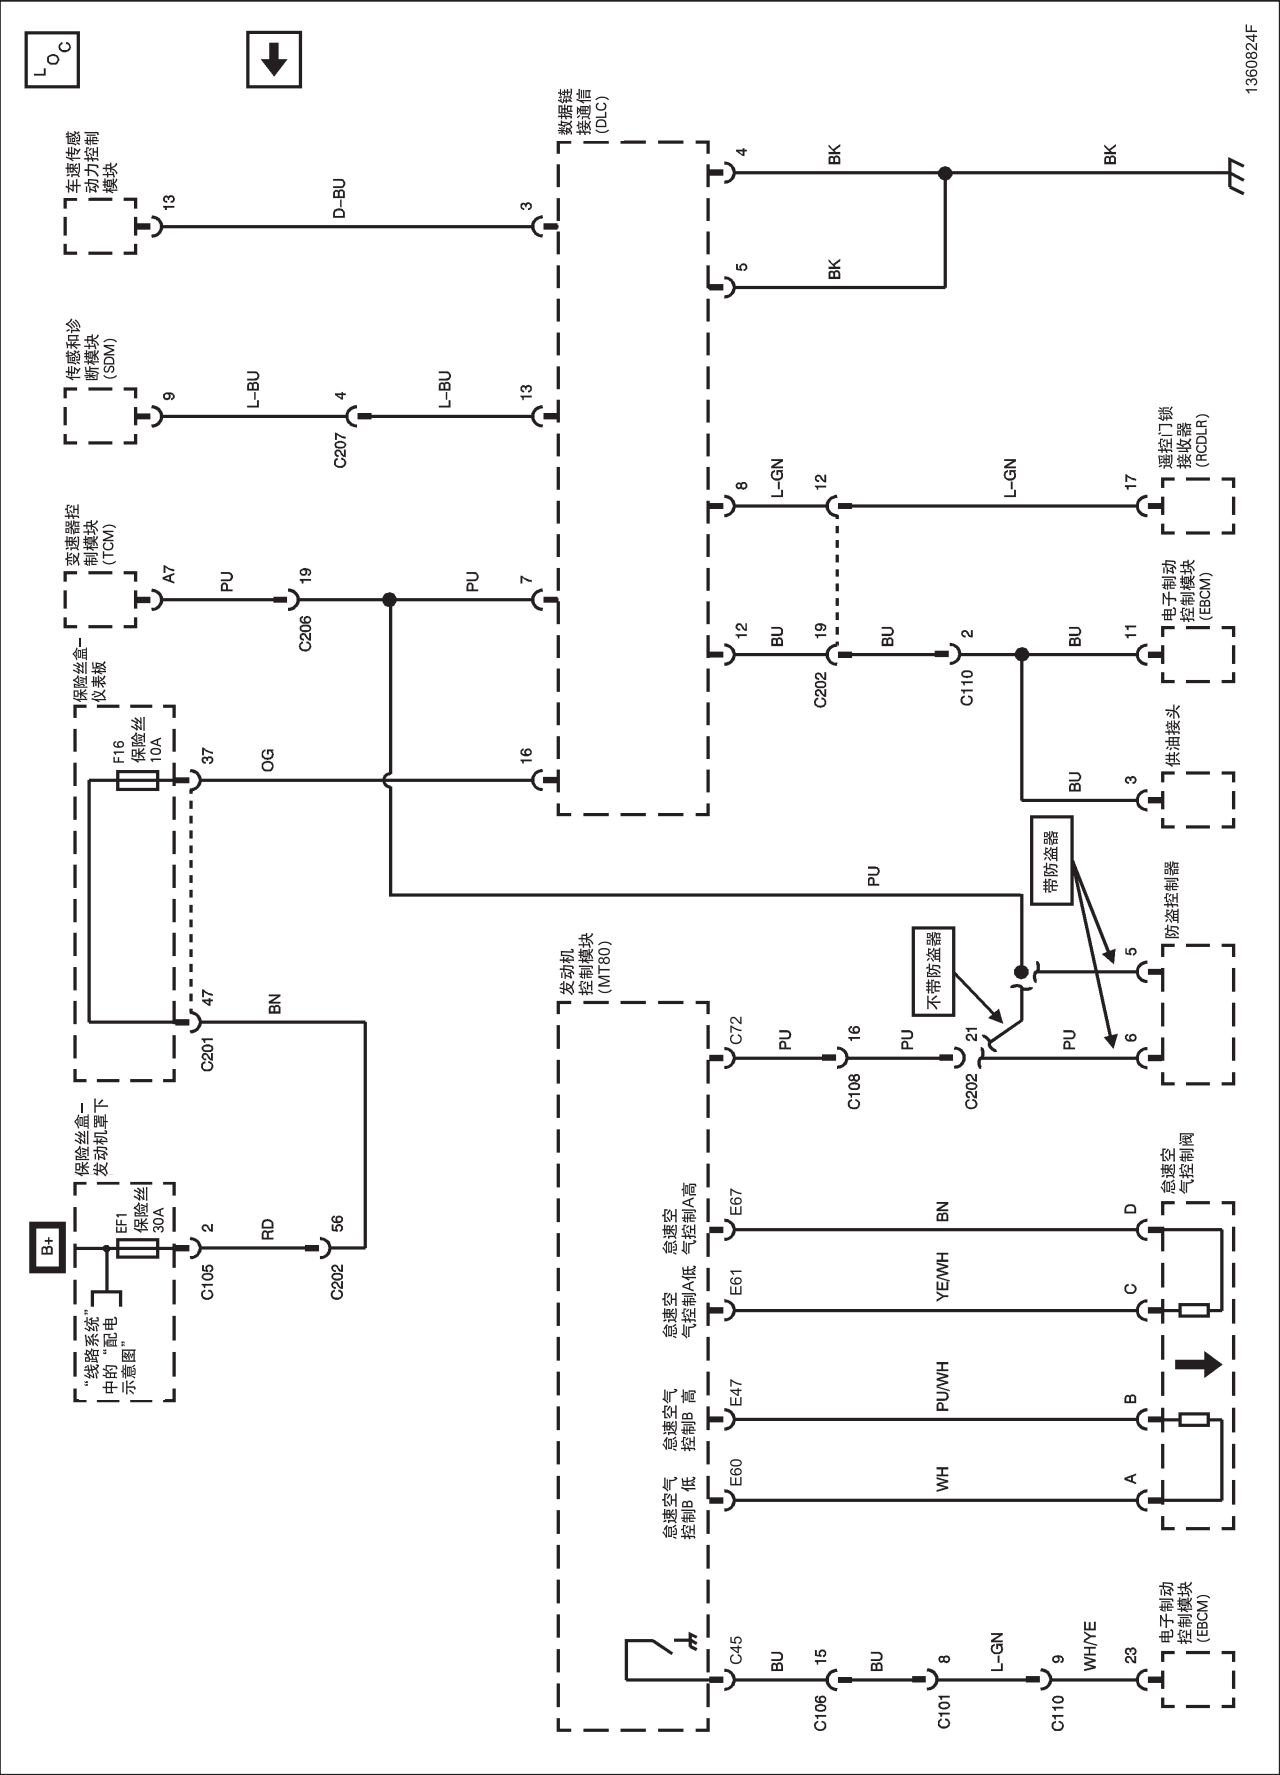 LOC
1360824F
B+
“线路系统”
中的“配电
示意图”
EF1
保险丝
30A
保险丝盒–
发动机罩下
2
C105
RD
56
C202
BN
47
C201
F16
保险丝
10A
保险丝盒–
仪表板
37
OG
16
变速器控
制模块
(TCM)
A7
PU
19
C206
PU
7
传感和诊
断模块
(SDM)
9
L–BU
4
C207
L–BU
13
车速传感
动力控制
模块
13
D–BU
3
数据链
接通信
(DLC)
4
BK
BK
5
BK
8
L–GN
12
L–GN
17
遥控门锁
接收器
(RCDLR)
12
BU
19
C202
BU
2
C110
BU
11
电子制动
控制模块
(EBCM)
BU
3
供油接头
PU
带防盗器
不带防盗器
5
6
防盗控制器
发动机
控制模块
(MT80)
C72
PU
16
C108
PU
21
C202
PU
怠速空
气控制A高
E67
BN
D
怠速空
气控制A低
E61
YE/WH
C
怠速空气
控制B 高
E47
PU/WH
B
怠速空气
控制B 低
E60
WH
A
怠速空
气控制阀
C45
BU
15
C106
BU
8
C101
L–GN
9
C110
WH/YE
23
电子制动
控制模块
(EBCM)